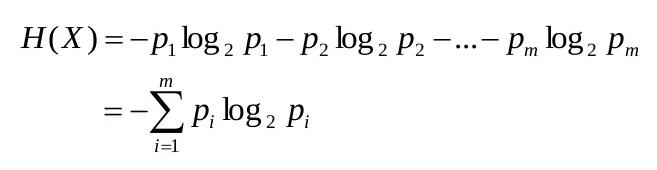 H(X) = −p₁ log₂ p₁ − p₂ log₂ p₂ − ... − pₘ log₂ pₘ
= −∑ᵢ₌₁ᵐ pᵢ log₂ pᵢ